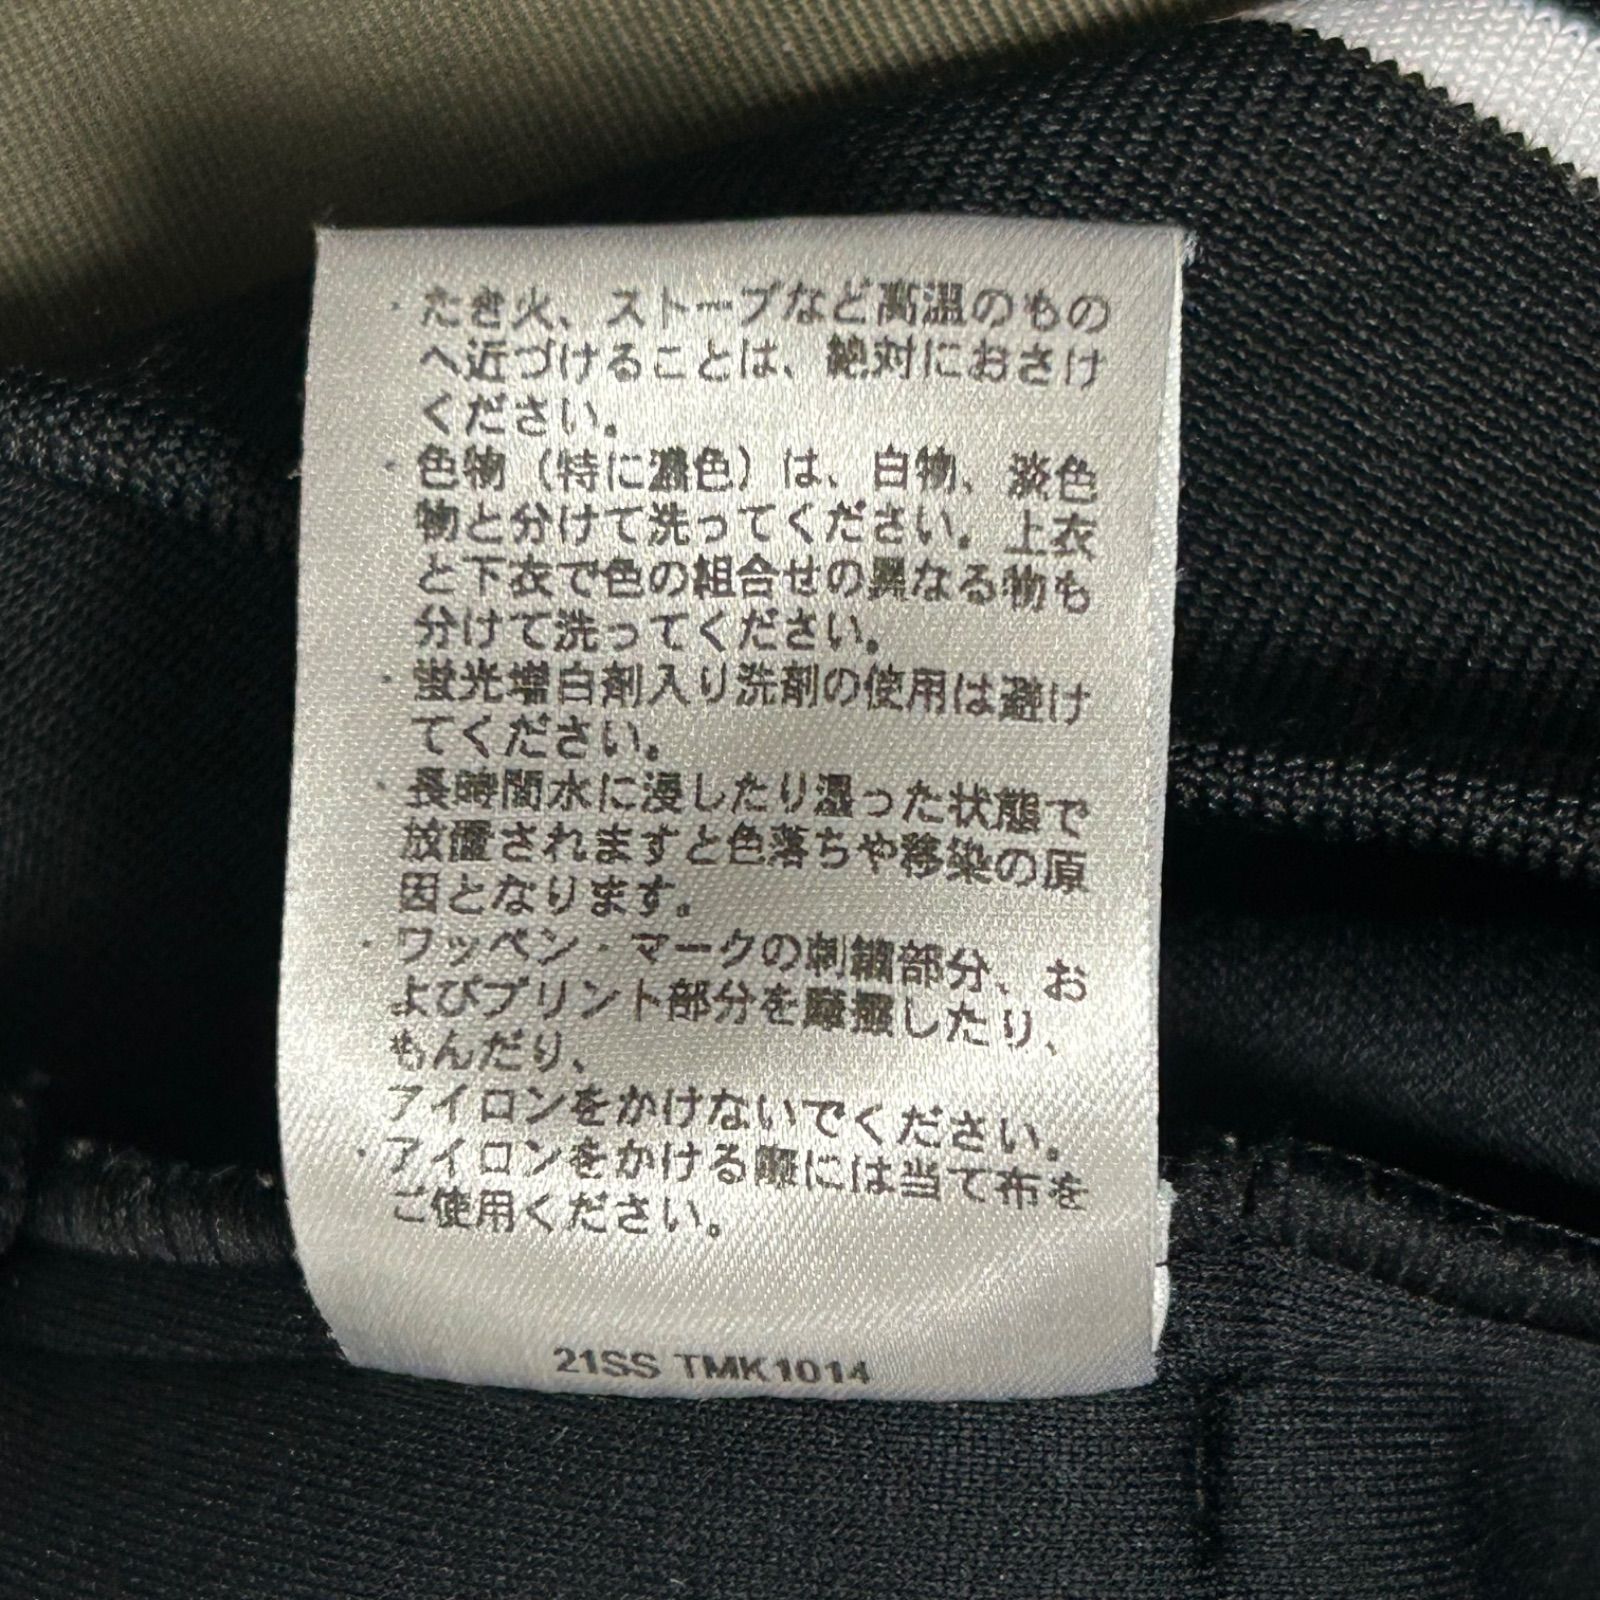 ・たき火、ストーブなど高温のもの
へ近づけることは、絶対におさけ
ください。
・色物（特に濃色）は、白物、淡色
物と分けて洗ってください。上衣
と下衣で色の組合せの異なる物も
分けて洗ってください。
・蛍光増白剤入り洗剤の使用は避け
てください。
・長時間水に浸したり湿った状態で
放置されますと色落ちや移染の原
因となります。
・ワッペン・マークの刺繍部分、お
よびプリント部分を摩擦したり、
もんだり、
アイロンをかけないでください。
・アイロンをかける際には当て布を
ご使用ください。
21SS TMK1014